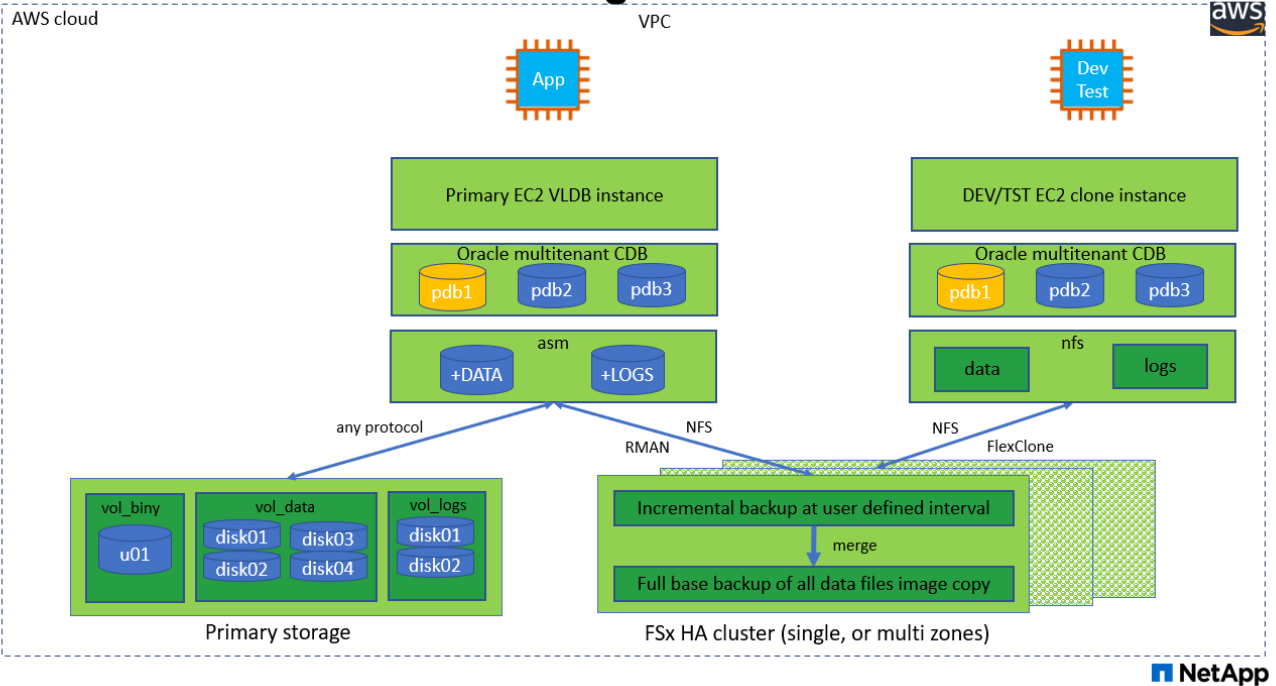 AWS cloud
VPC
aws
App
Dev
Test
Primary EC2 VLDB instance
DEV/TST EC2 clone instance
Oracle multitenant CDB
pdb1
pdb2
pdb3
Oracle multitenant CDB
pdb1
pdb2
pdb3
asm
+DATA
+LOGS
nfs
data
logs
any protocol
NFS
RMAN
NFS
FlexClone
vol_biny
u01
vol_data
disk01
disk03
disk02
disk04
vol_logs
disk01
disk02
Incremental backup at user defined interval
merge
Full base backup of all data files image copy
Primary storage
FSx HA cluster (single, or multi zones)
NetApp